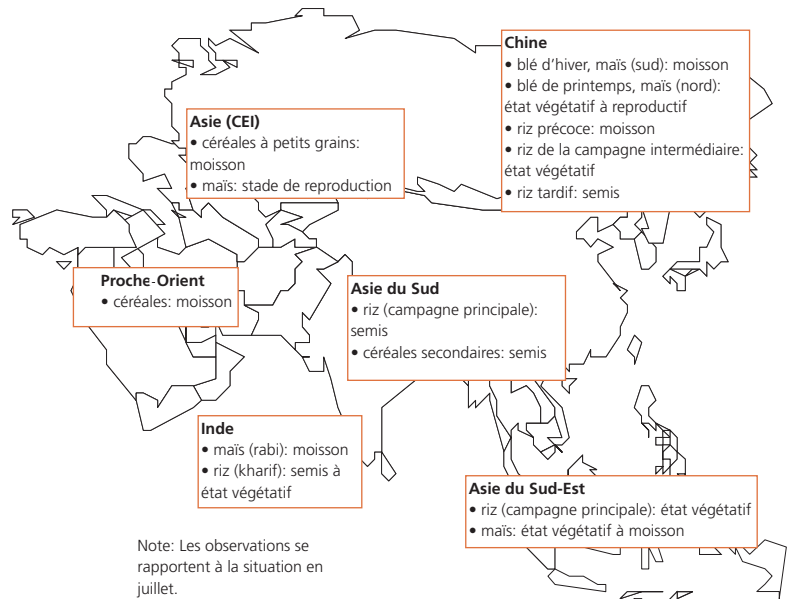 Chine
• blé d'hiver, maïs (sud): moisson
• blé de printemps, maïs (nord):
état végétatif à reproductif
• riz précoce: moisson
• riz de la campagne intermédiaire:
état végétatif
• riz tardif: semis
Asie (CEI)
• céréales à petits grains:
moisson
• maïs: stade de reproduction
Proche-Orient
• céréales: moisson
Asie du Sud
• riz (campagne principale):
semis
• céréales secondaires: semis
Inde
• maïs (rabi): moisson
• riz (kharif): semis à
état végétatif
Asie du Sud-Est
• riz (campagne principale): état végétatif
• maïs: état végétatif à moisson
Note: Les observations se
rapportent à la situation en
juillet.